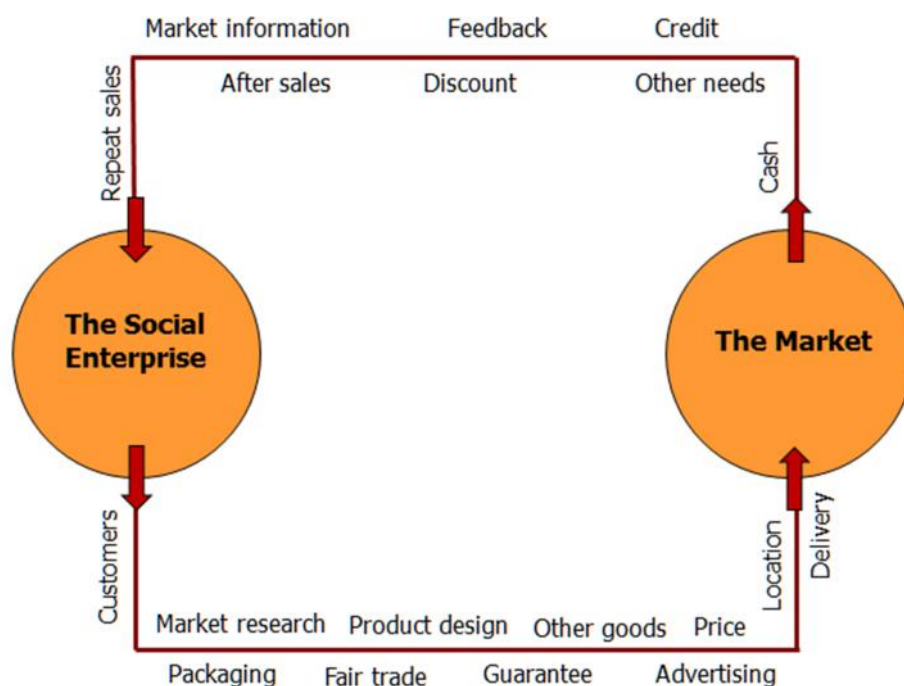 Market information Feedback Credit
After sales Discount Other needs
Repeat sales
Cash
The Social
Enterprise
The Market
Customers
Location
Delivery
Market research Product design Other goods Price
Packaging Fair trade Guarantee Advertising